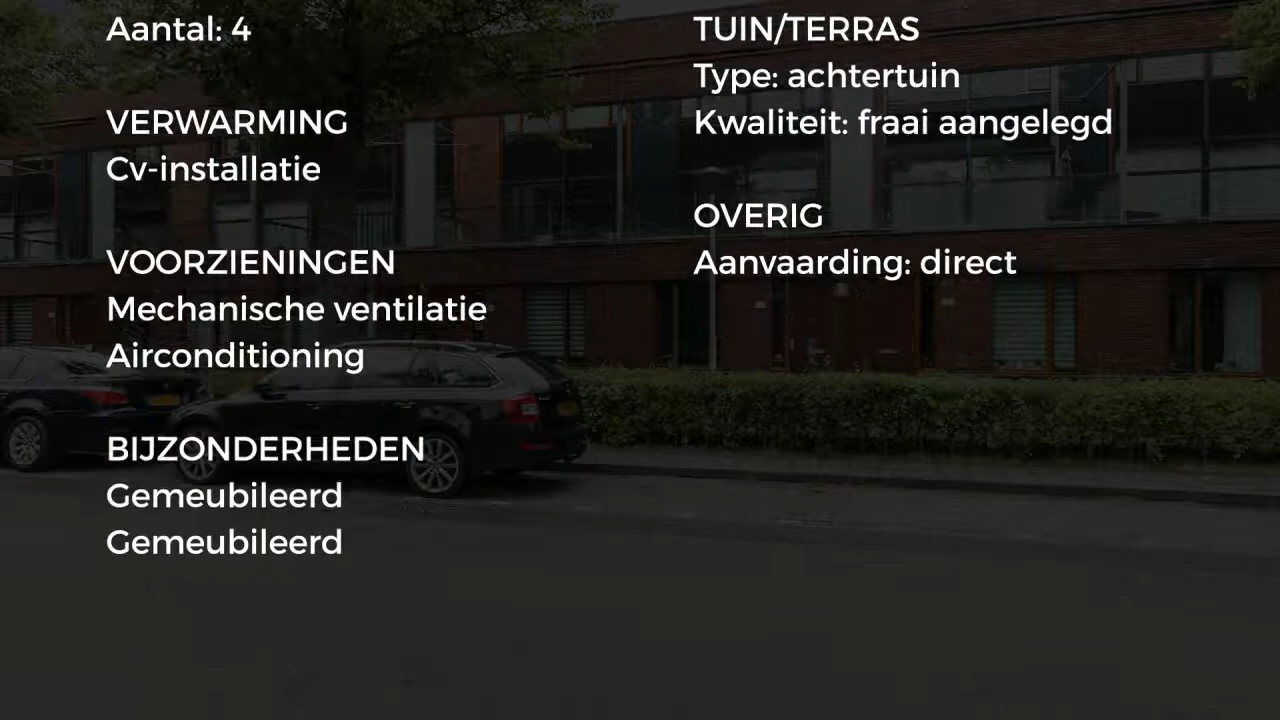 Aantal: 4
VERWARMING
Cv-installatie
VOORZIENINGEN
Mechanische ventilatie
Airconditioning
BIJZONDERHEDEN
Gemeubileerd
Gemeubileerd
TUIN/TERRAS
Type: achtertuin
Kwaliteit: fraai aangelegd
OVERIG
Aanvaarding: direct